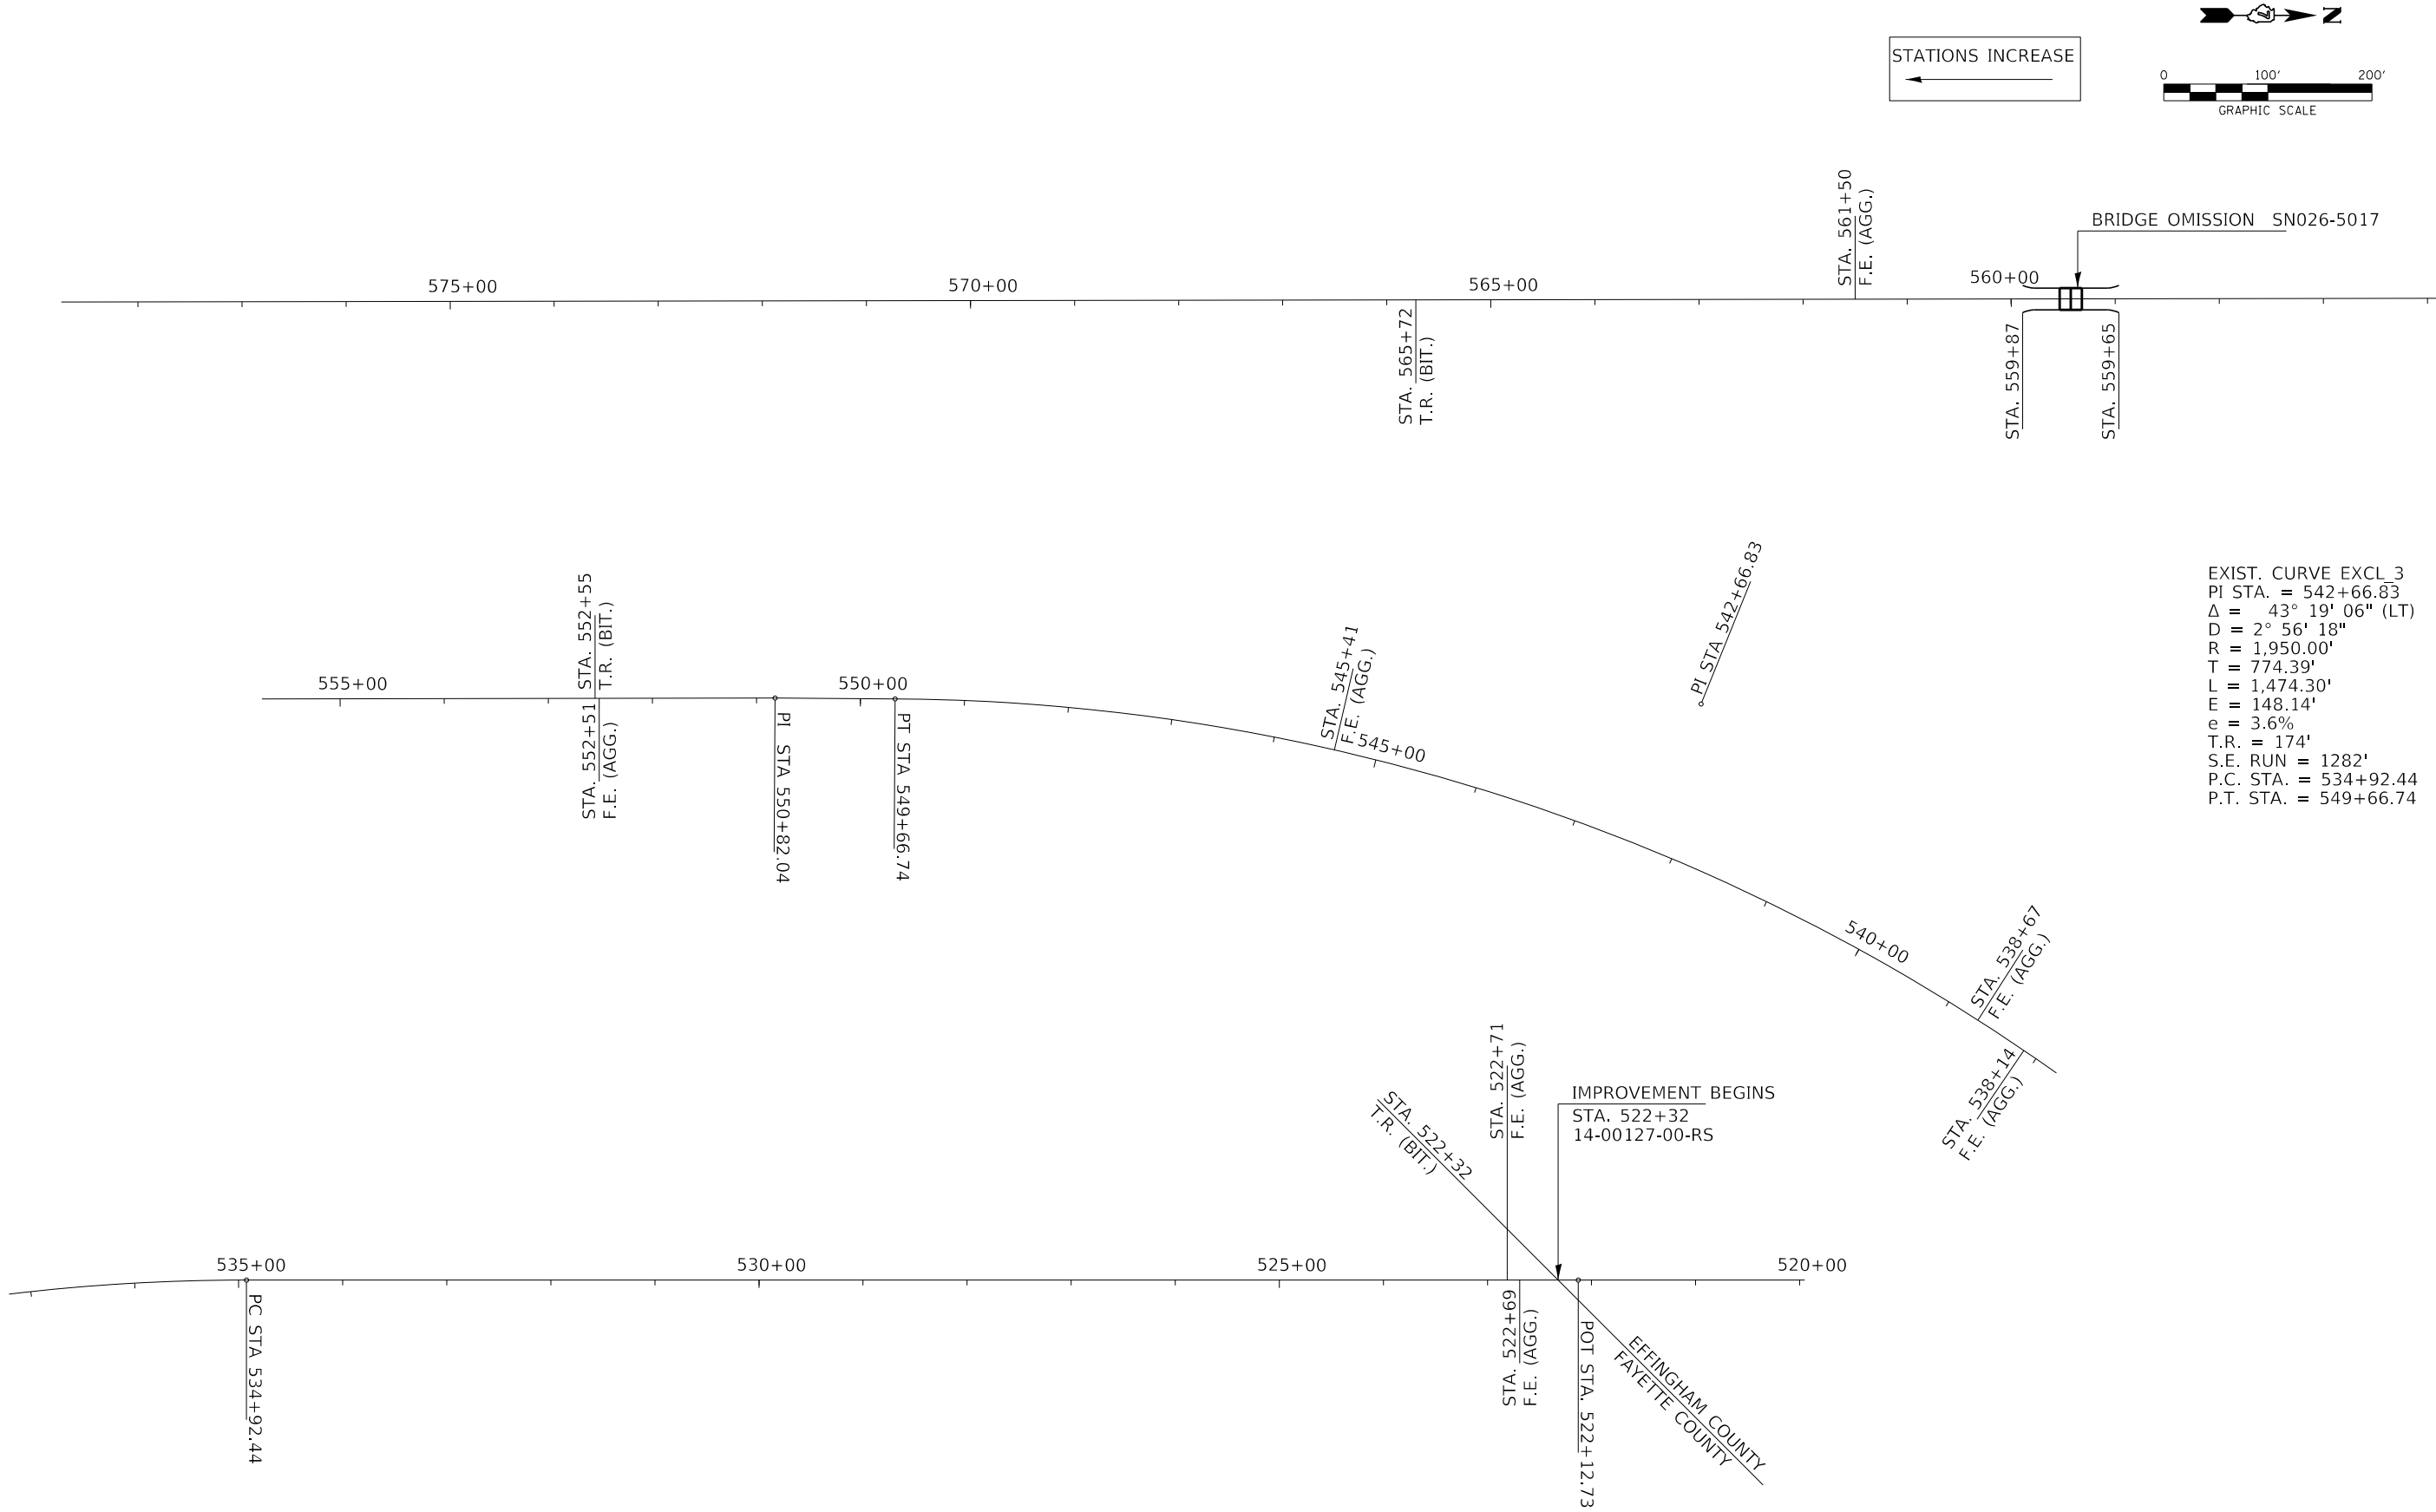 N
STATIONS INCREASE
0 100' 200'
GRAPHIC SCALE
STA. 561+50
F.E. (AGG.)
BRIDGE OMISSION SN026-5017
575+00
570+00
565+00
560+00
STA. 565+72
T.R. (BIT.)
STA. 559+87
STA. 559+65
PI STA 542+66.83
EXIST. CURVE EXCL_3
PI STA. = 542+66.83
Δ = 43° 19' 06" (LT)
D = 2° 56' 18"
R = 1,950.00'
T = 774.39'
L = 1,474.30'
E = 148.14'
e = 3.6%
T.R. = 174'
S.E. RUN = 1282'
P.C. STA. = 534+92.44
P.T. STA. = 549+66.74
STA. 552+55
T.R. (BIT.)
STA. 545+41
F.E. (AGG.)
555+00
550+00
545+00
STA. 552+51
F.E. (AGG.)
PI STA 550+82.04
PT STA 549+66.74
540+00
STA. 538+67
F.E. (AGG.)
STA. 538+14
F.E. (AGG.)
STA. 522+71
F.E. (AGG.)
STA. 522+32
T.R. (BIT.)
IMPROVEMENT BEGINS
STA. 522+32
14-00127-00-RS
535+00
530+00
525+00
520+00
PC STA 534+92.44
STA. 522+69
F.E. (AGG.)
POT STA. 522+12.73
EFFINGHAM COUNTY
FAYETTE COUNTY